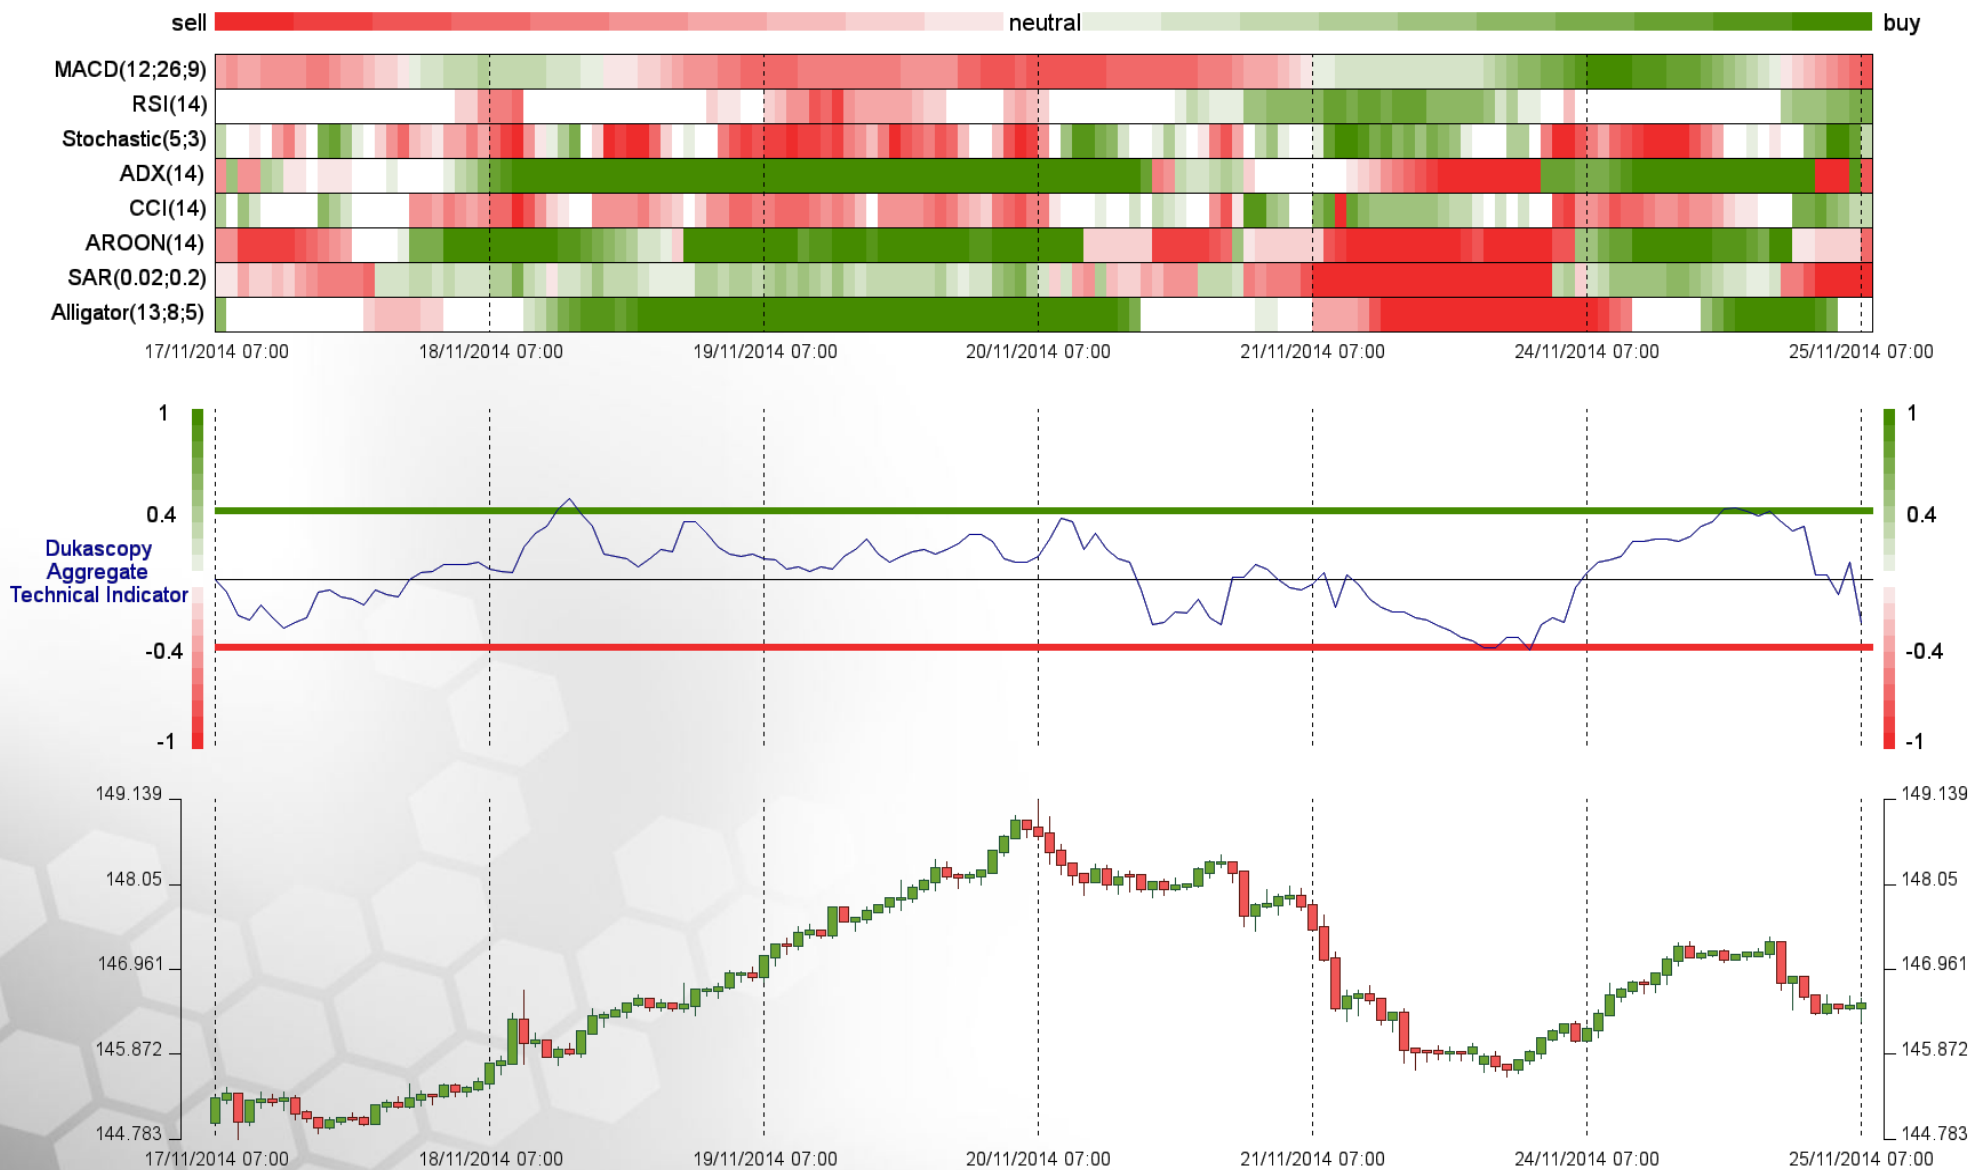 sell neutral buy
MACD(12;26;9)
RSI(14)
Stochastic(5;3)
ADX(14)
CCI(14)
AROON(14)
SAR(0.02;0.2)
Alligator(13;8;5)
17/11/2014 07:00 18/11/2014 07:00 19/11/2014 07:00 20/11/2014 07:00 21/11/2014 07:00 24/11/2014 07:00 25/11/2014 07:00
1 1
0.4 0.4
Dukascopy
Aggregate
Technical Indicator
-0.4 -0.4
-1 -1
149.139 149.139
148.05 148.05
146.961 146.961
145.872 145.872
144.783 144.783
17/11/2014 07:00 18/11/2014 07:00 19/11/2014 07:00 20/11/2014 07:00 21/11/2014 07:00 24/11/2014 07:00 25/11/2014 07:00